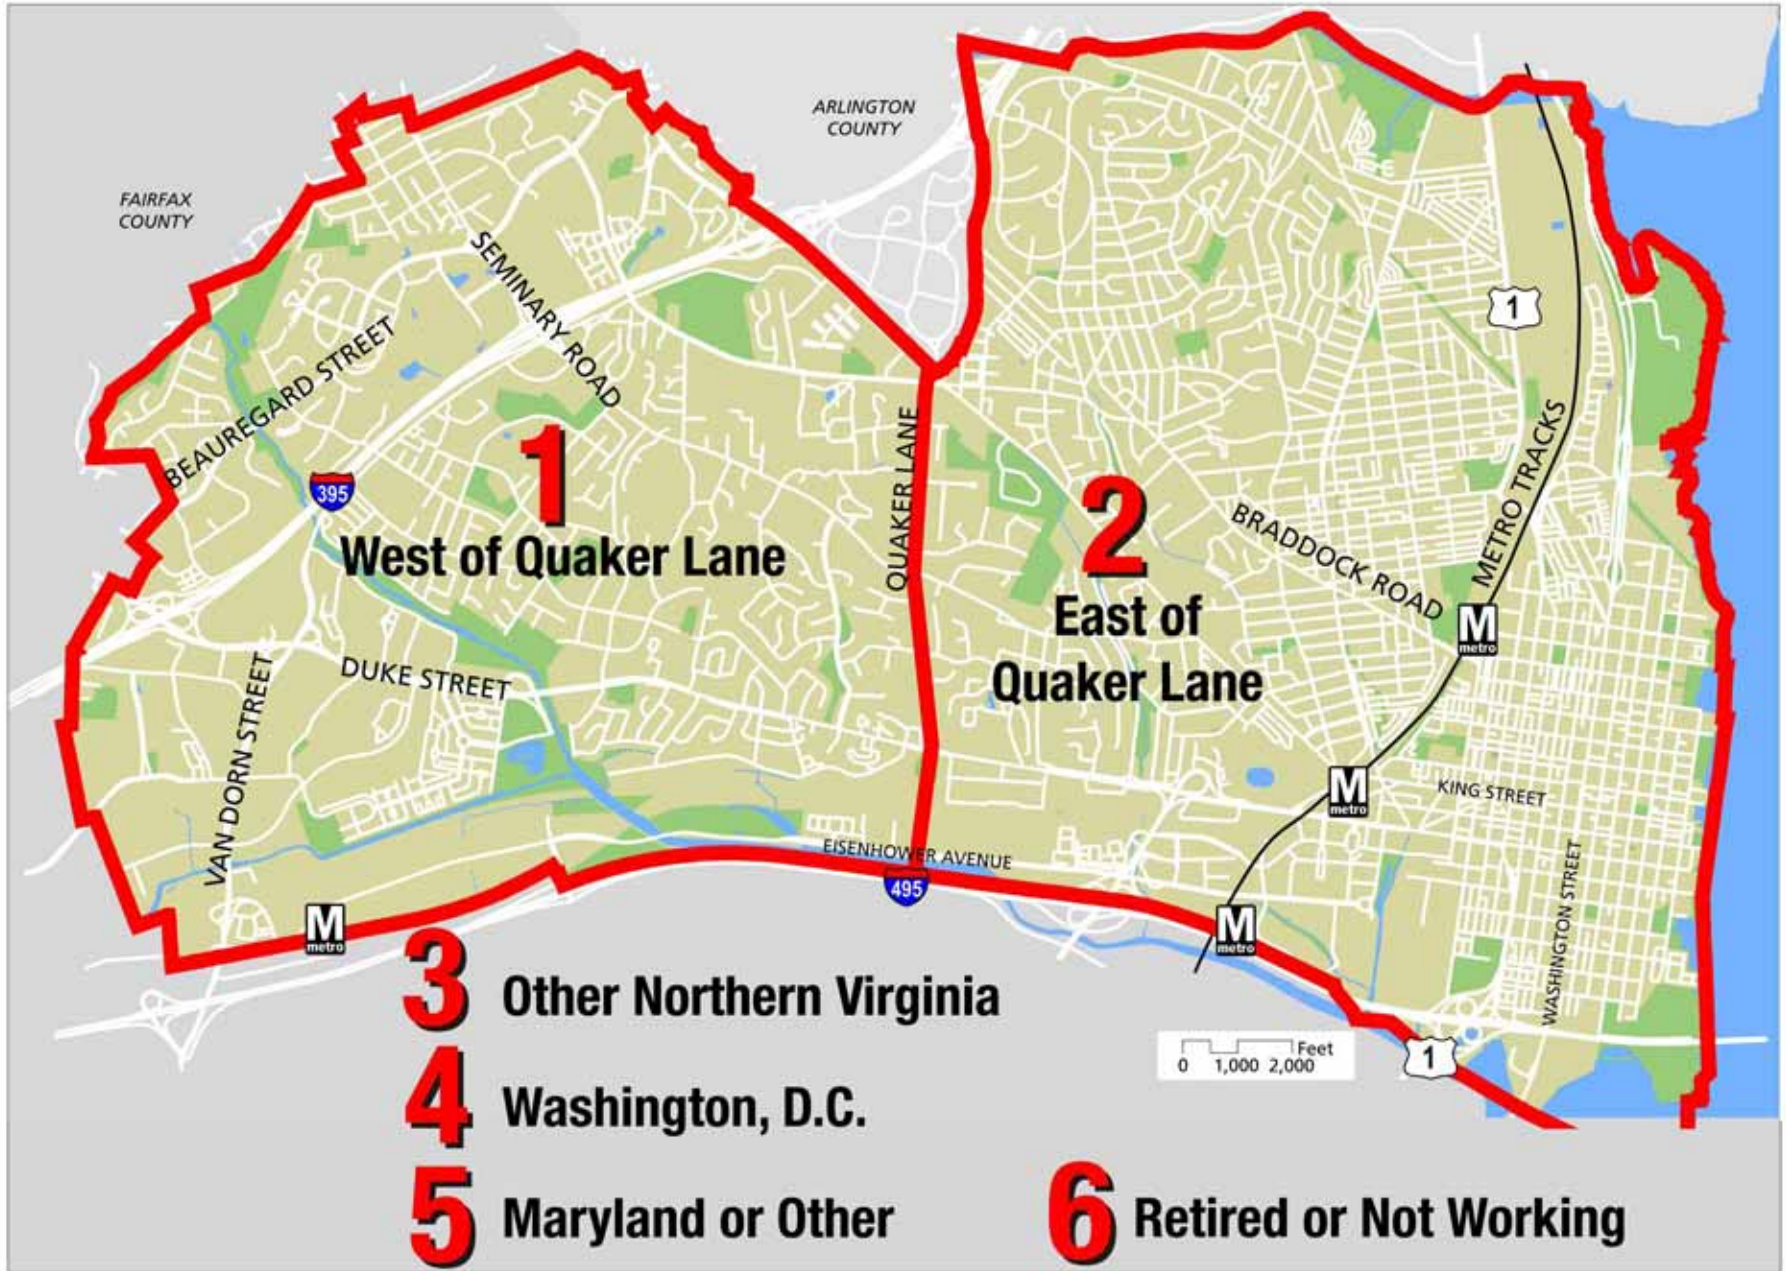 ARLINGTON
COUNTY
FAIRFAX
COUNTY
SEMINARY ROAD
1
BEAUREGARD STREET
METRO TRACKS
QUAKER LANE
1
395
2
West of Quaker Lane
BRADDOCK ROAD
East of
Quaker Lane
M
metro
DUKE STREET
VAN DORN STREET
M
metro
KING STREET
EISENHOWER AVENUE
495
WASHINGTON STREET
M
metro
M
metro
3 Other Northern Virginia
Feet
0 1,000 2,000
1
4 Washington, D.C.
5 Maryland or Other
6 Retired or Not Working